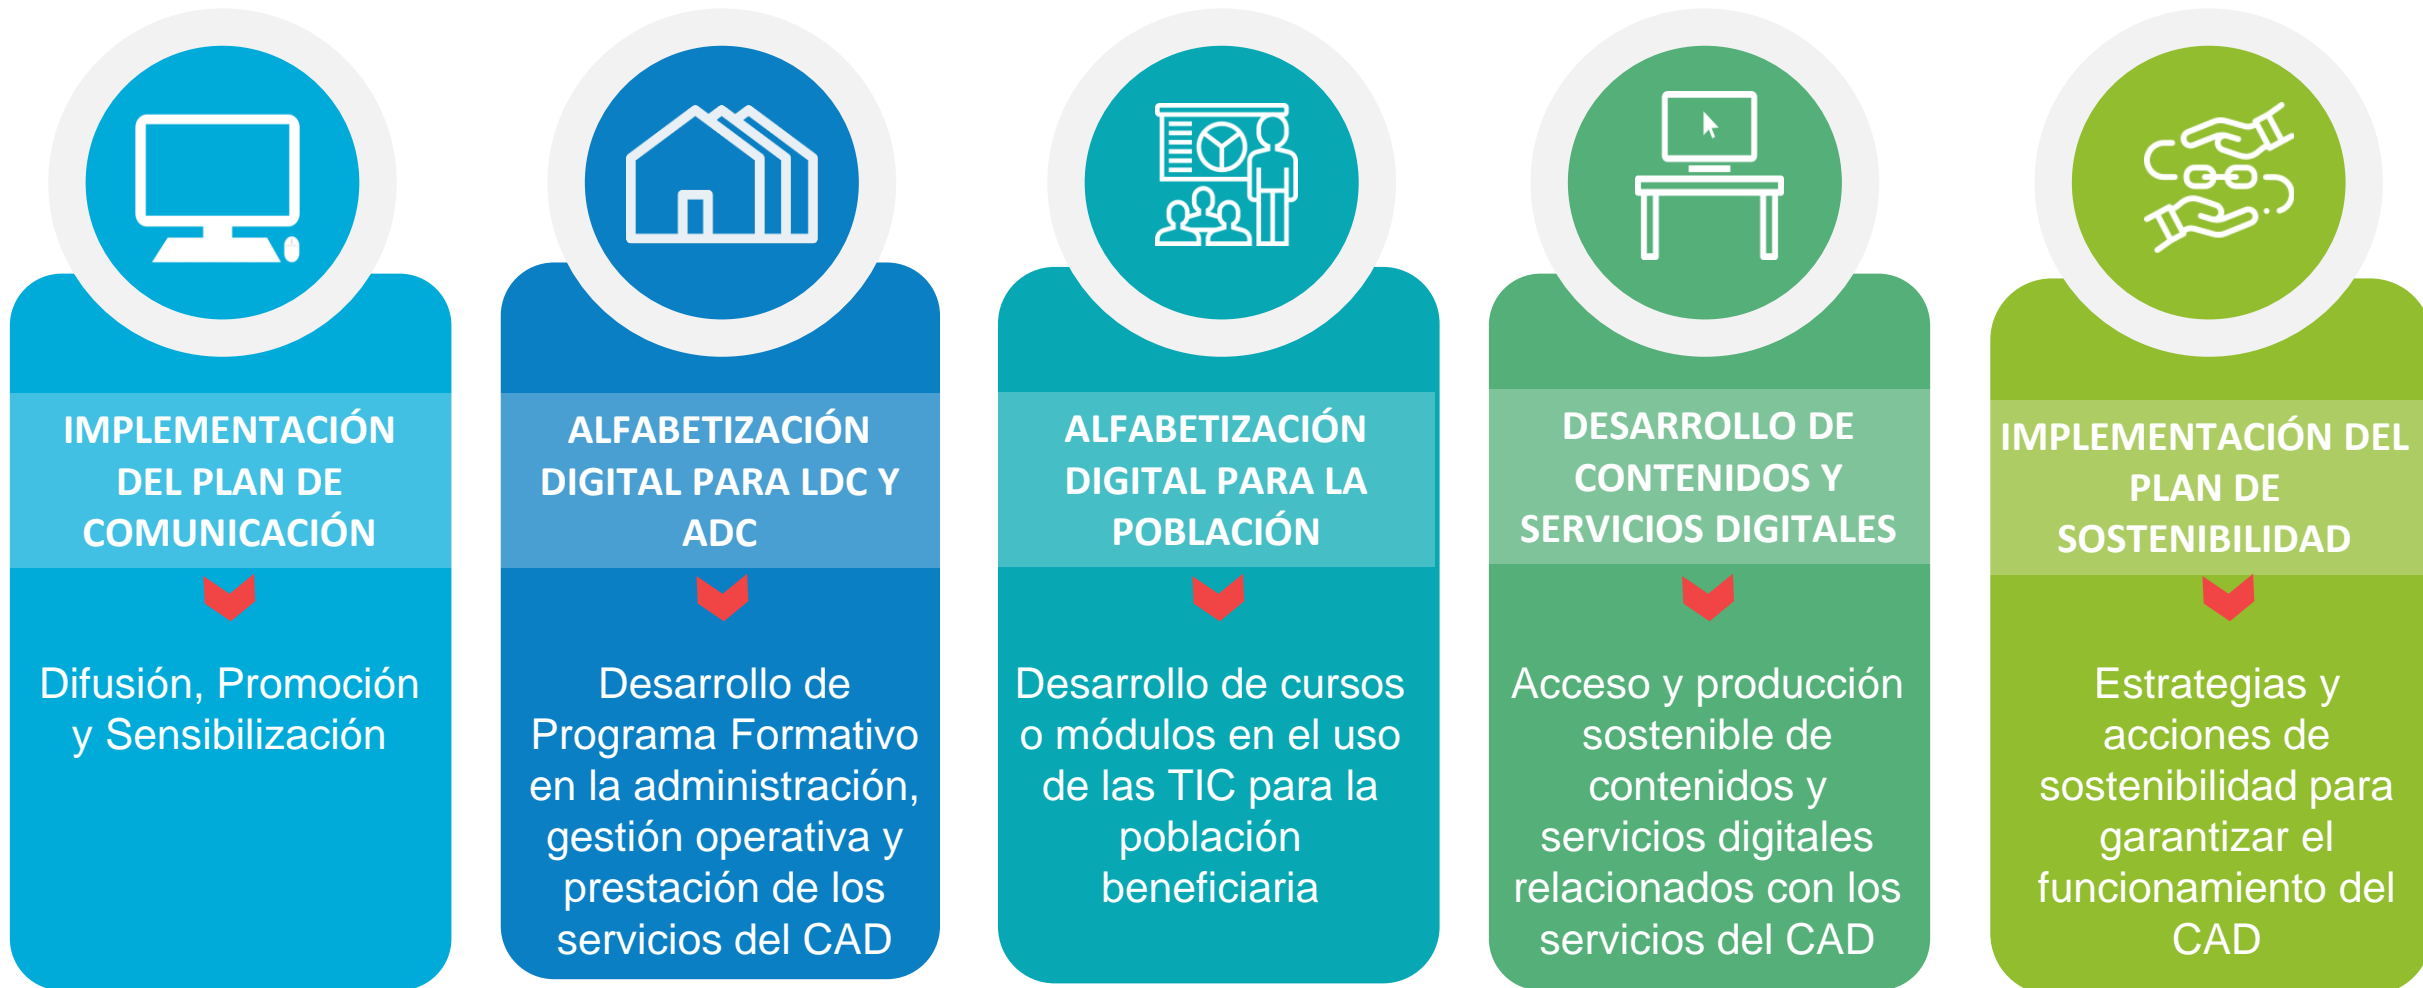 IMPLEMENTACIÓN
DEL PLAN DE
COMUNICACIÓN
Difusión, Promoción
y Sensibilización
ALFABETIZACIÓN
DIGITAL PARA LDC Y
ADC
Desarrollo de
Programa Formativo
en la administración,
gestión operativa y
prestación de los
servicios del CAD
ALFABETIZACIÓN
DIGITAL PARA LA
POBLACIÓN
Desarrollo de cursos
o módulos en el uso
de las TIC para la
población
beneficiaria
DESARROLLO DE
CONTENIDOS Y
SERVICIOS DIGITALES
Acceso y producción
sostenible de
contenidos y
servicios digitales
relacionados con los
servicios del CAD
IMPLEMENTACIÓN DEL
PLAN DE
SOSTENIBILIDAD
Estrategias y
acciones de
sostenibilidad para
garantizar el
funcionamiento del
CAD